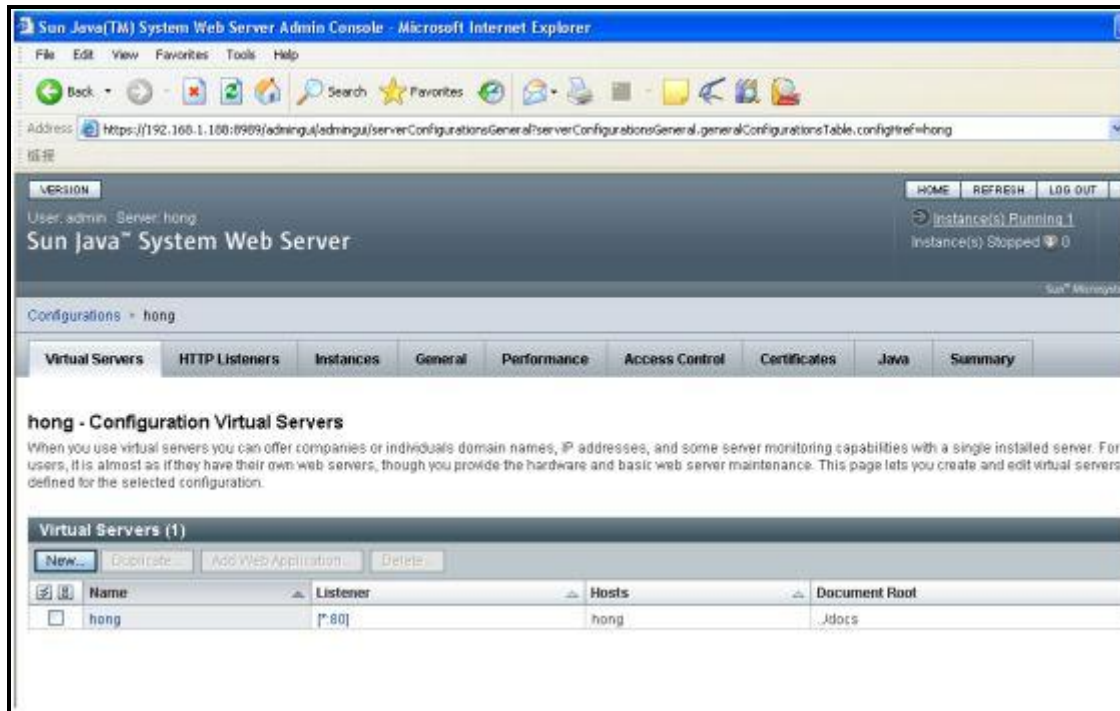 Sun Java(TM) System Web Server Admin Console - Microsoft Internet Explorer
File Edit View Favorites Tools Help
Back Search Favorites
Address https://192.168.1.188:8989/admingui/admingui/serverConfigurationsGeneral?serverConfigurationsGeneral.generalConfigurationsTable.configHref=hong
链接
VERSION HOME REFRESH LOG OUT
User: admin Server: hong Instance(s) Running 1
Sun Java™ System Web Server Instance(s) Stopped 0
Sun™ Microsyst
Configurations > hong
Virtual Servers HTTP Listeners Instances General Performance Access Control Certificates Java Summary
hong - Configuration Virtual Servers
When you use virtual servers you can offer companies or individuals domain names, IP addresses, and some server monitoring capabilities with a single installed server. For
users, it is almost as if they have their own web servers, though you provide the hardware and basic web server maintenance. This page lets you create and edit virtual servers
defined for the selected configuration.
Virtual Servers (1)
New... Duplicate... Add Web Application... Delete...
Name Listener Hosts Document Root
hong [*:80] hong ../docs